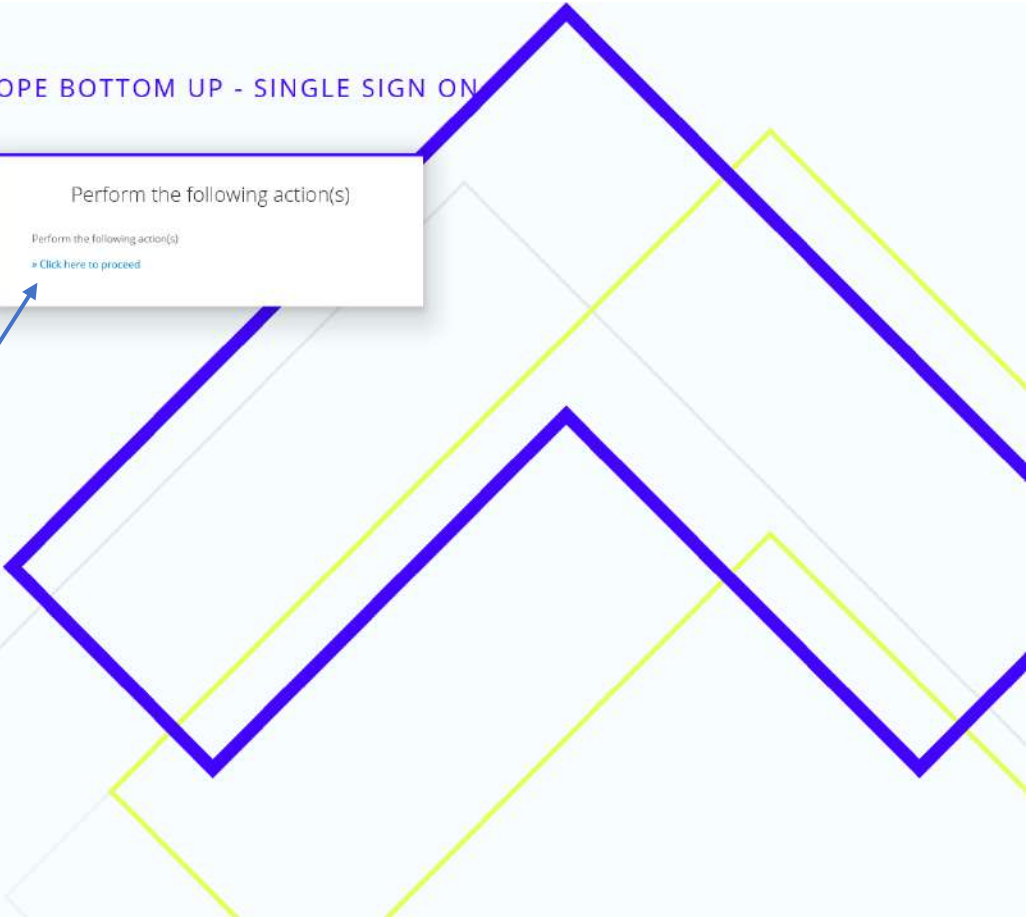 OPE BOTTOM UP - SINGLE SIGN ON
Perform the following action(s)
Perform the following action(s)
» Click here to proceed